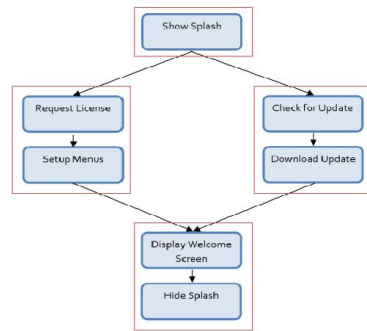 Show Splash
Request License
Setup Menus
Check for Update
Download Update
Display Welcome
Screen
Hide Splash